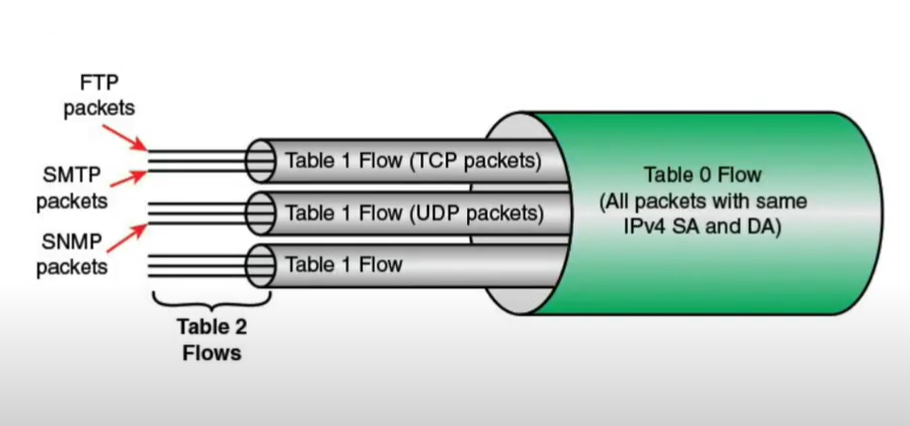 FTP
packets
SMTP
packets
SNMP
packets
Table 1 Flow (TCP packets)
Table 1 Flow (UDP packets)
Table 1 Flow
Table 0 Flow
(All packets with same
IPv4 SA and DA)
Table 2
Flows